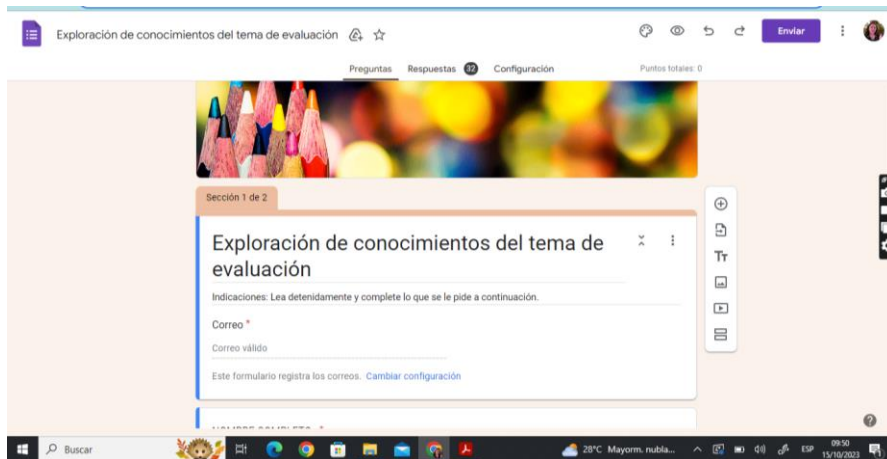 Exploración de conocimientos del tema de evaluación
Enviar
Preguntas Respuestas 32 Configuración
Puntos totales: 0
Sección 1 de 2
Exploración de conocimientos del tema de
evaluación
Indicaciones: Lea detenidamente y complete lo que se le pide a continuación.
Correo *
Correo válido
Este formulario registra los correos. Cambiar configuración
Tт
Buscar
28°C Mayorm. nubla...
ESP
09:50
15/10/2023